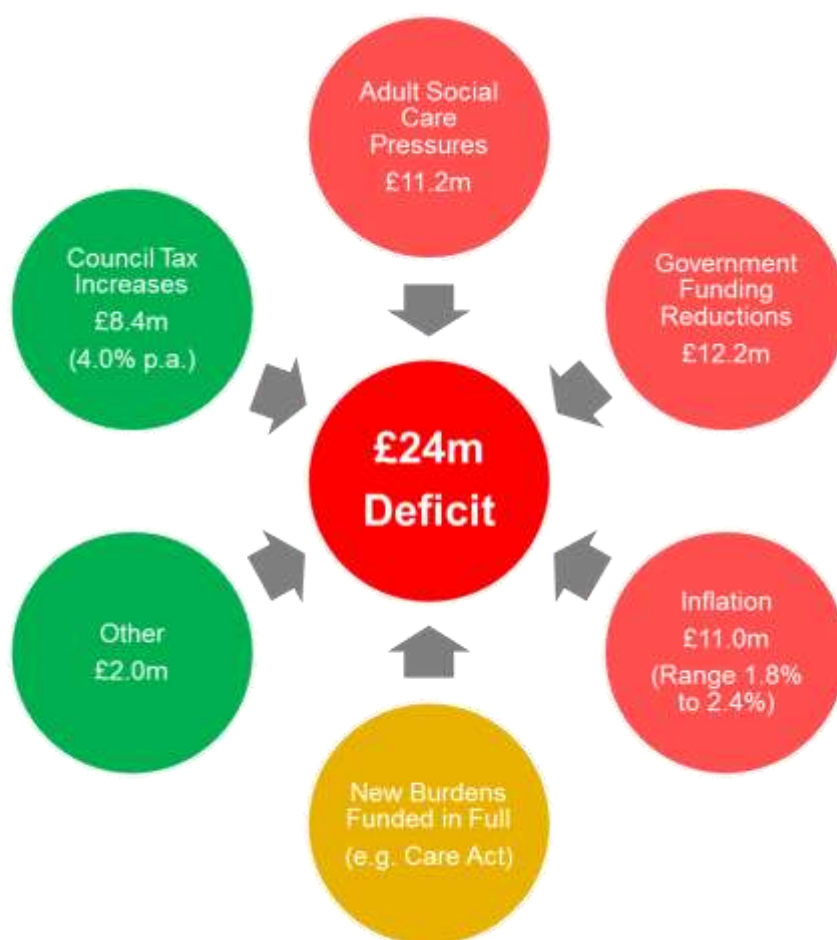 Adult Social
Care
Pressures
£11.2m
Council Tax
Increases
£8.4m
(4.0% p.a.)
Government
Funding
Reductions
£12.2m
£24m
Deficit
Other
£2.0m
Inflation
£11.0m
(Range 1.8%
to 2.4%)
New Burdens
Funded in Full
(e.g. Care Act)